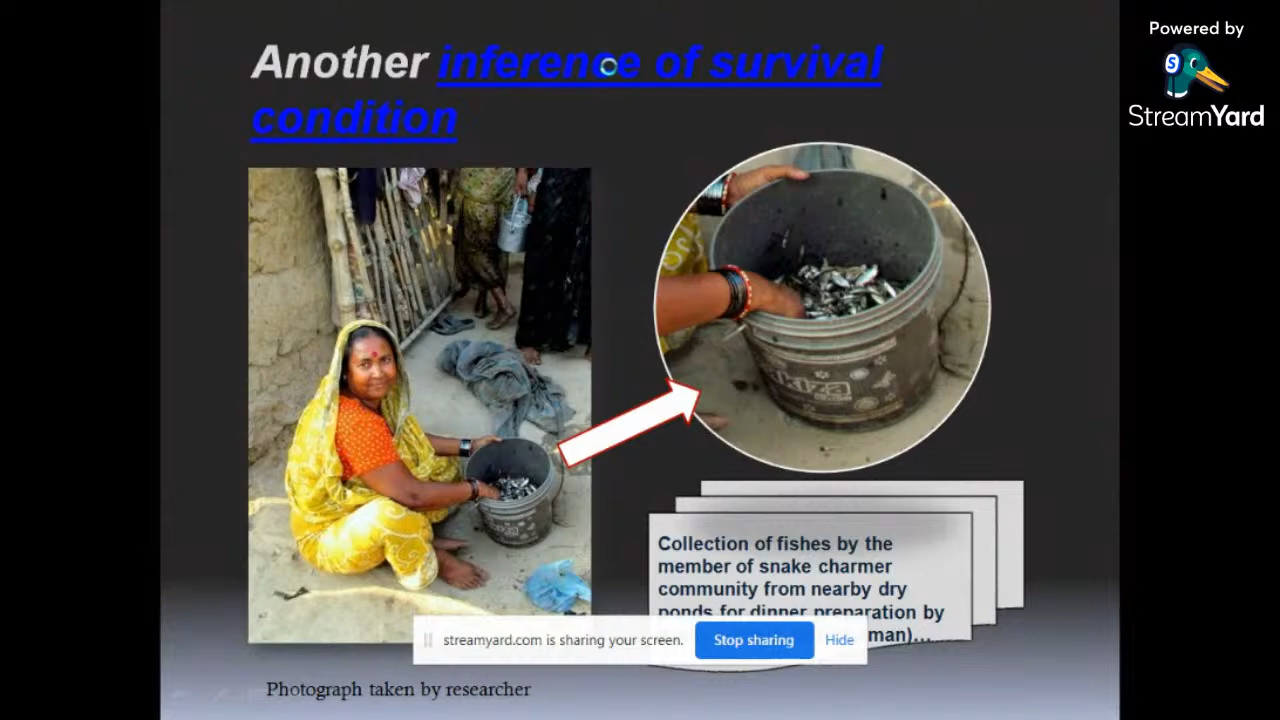 Another inference of survival
condition
Collection of fishes by the
member of snake charmer
community from nearby dry
ponds for dinner preparation by
man)...
streamyard.com is sharing your screen.
Stop sharing
Hide
Photograph taken by researcher
Powered by
StreamYard